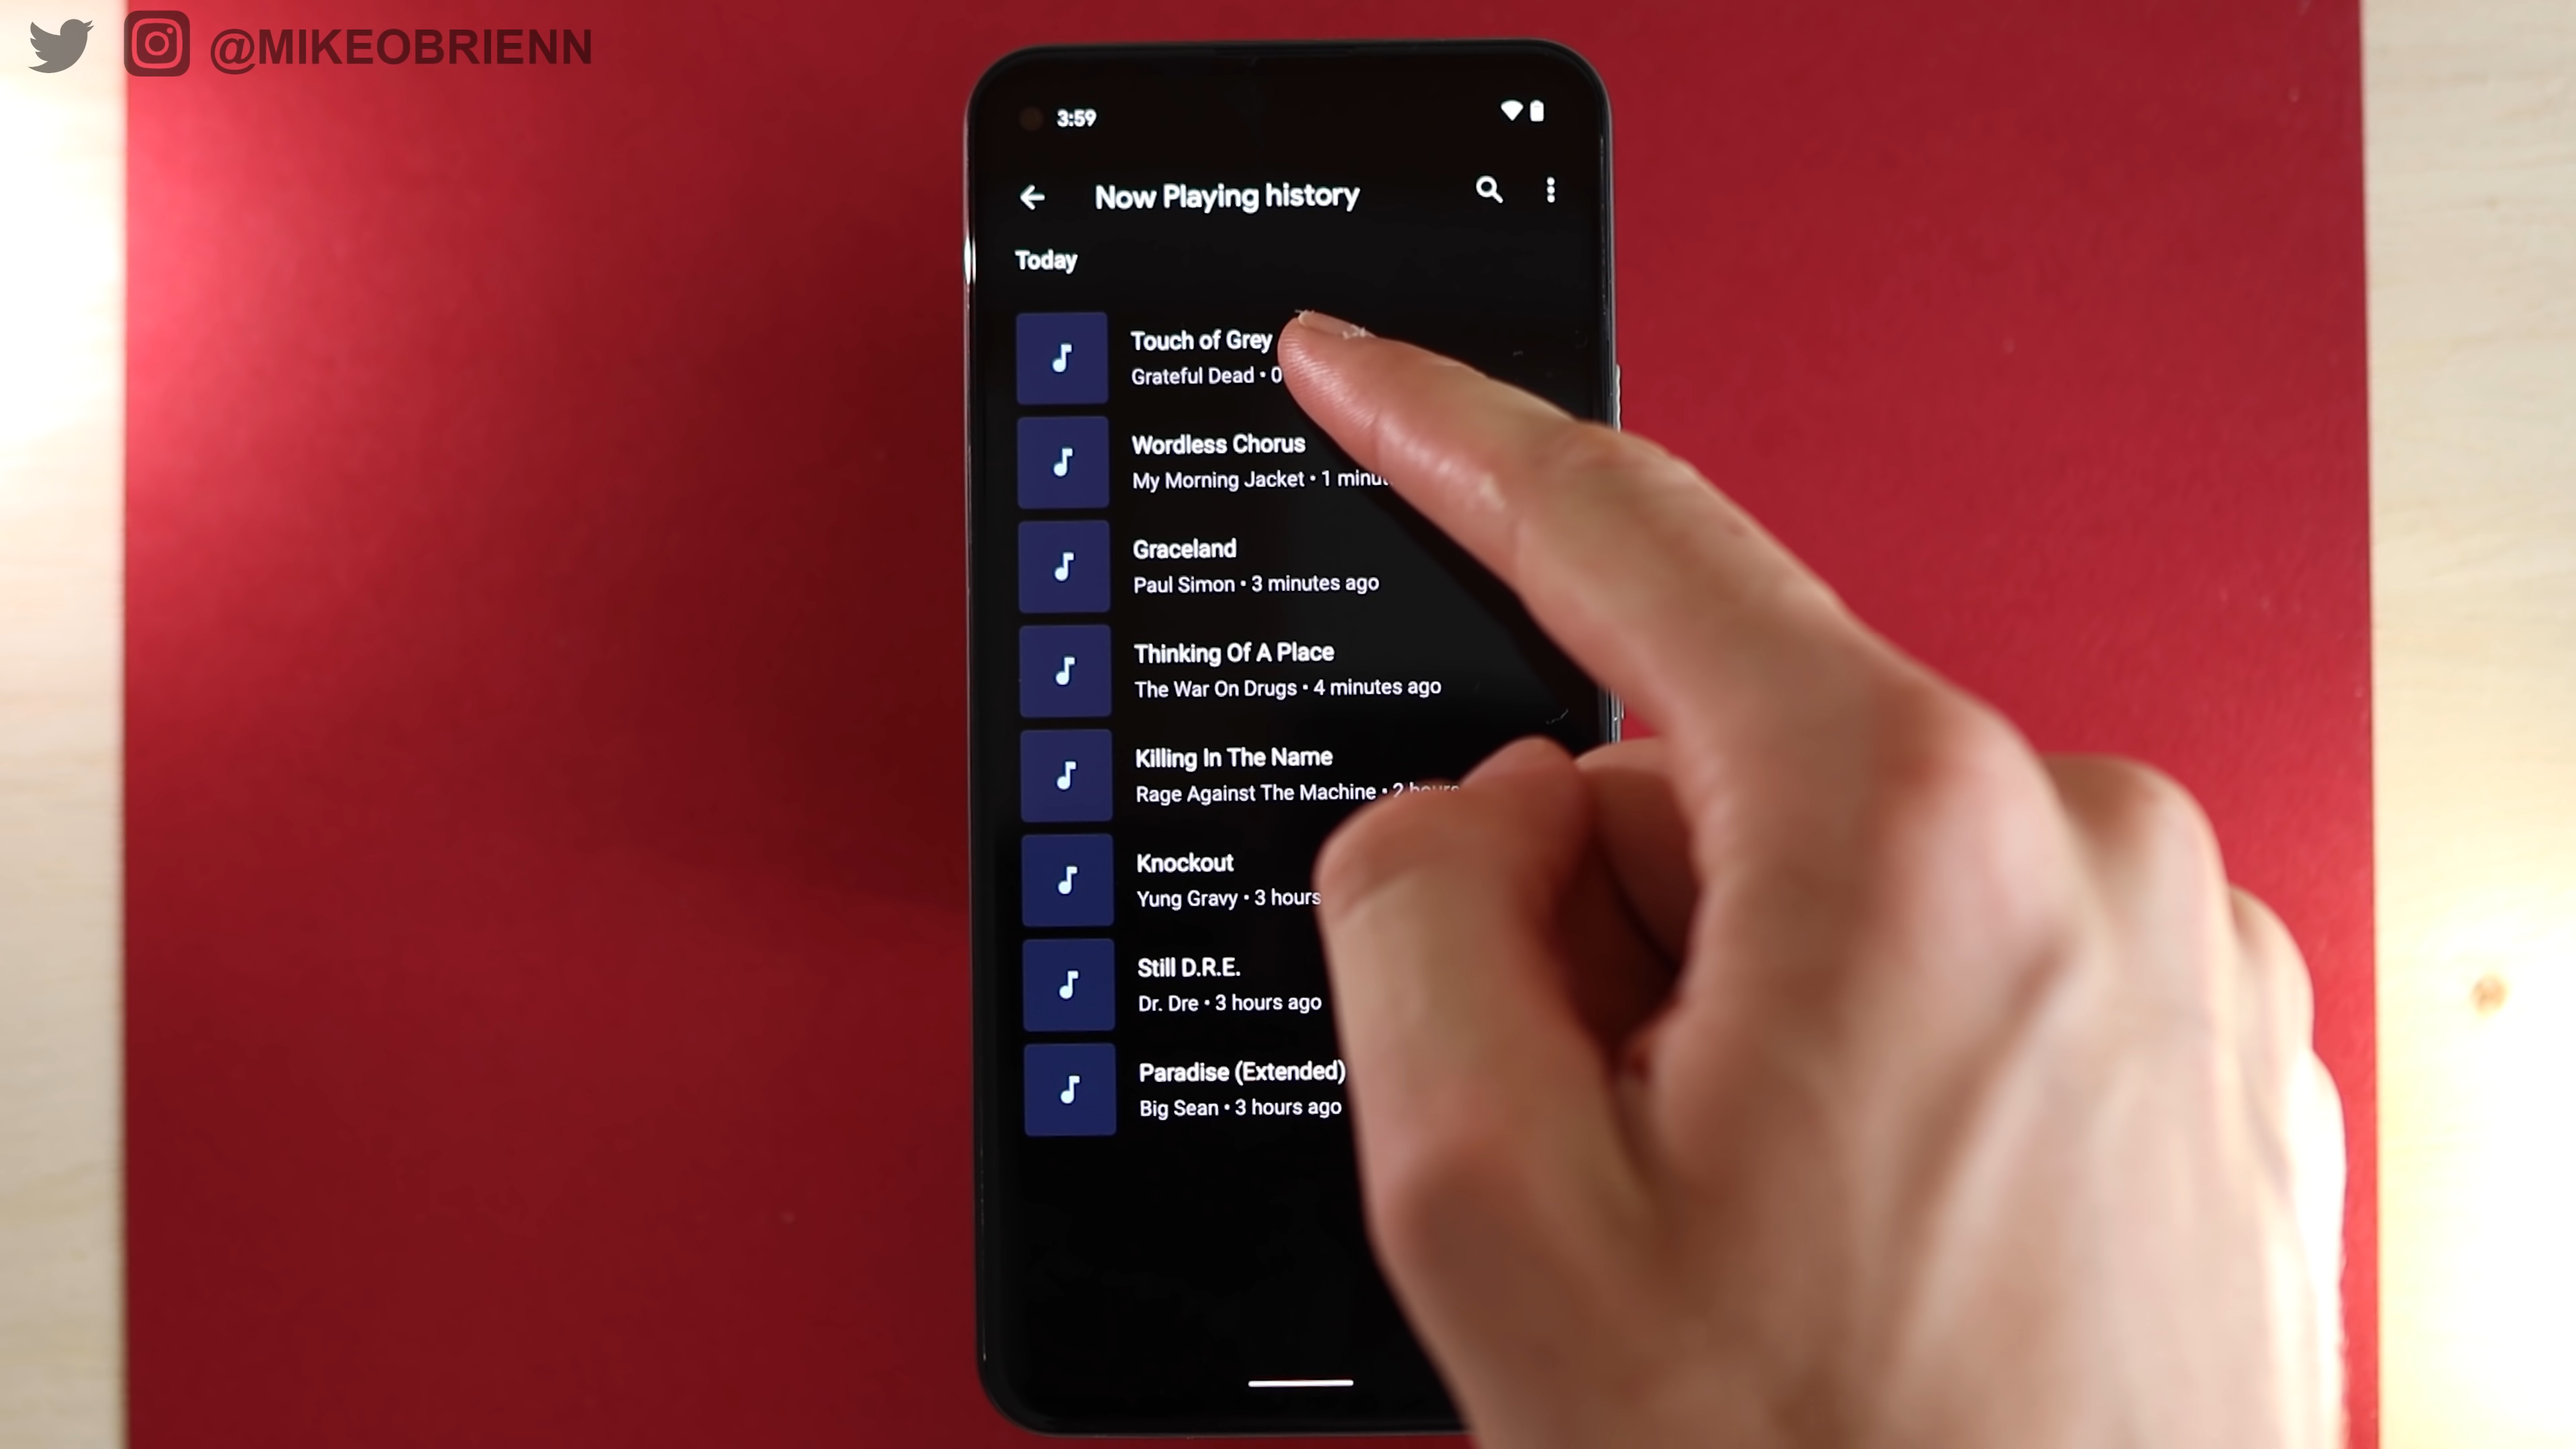 @MIKEOBRIENN
3:59
Now Playing history
Today
Touch of Grey
Grateful Dead • 0
Wordless Chorus
My Morning Jacket • 1
Graceland
Paul Simon • 3 minutes ago
Thinking Of A Place
The War On Drugs • 4 minutes ago
Killing In The Name
Rage Against The Machine • 2 hours
Knockout
Yung Gravy • 3 hours
Still D.R.E.
Dr. Dre • 3 hours ago
Paradise (Extended)
Big Sean • 3 hours ago